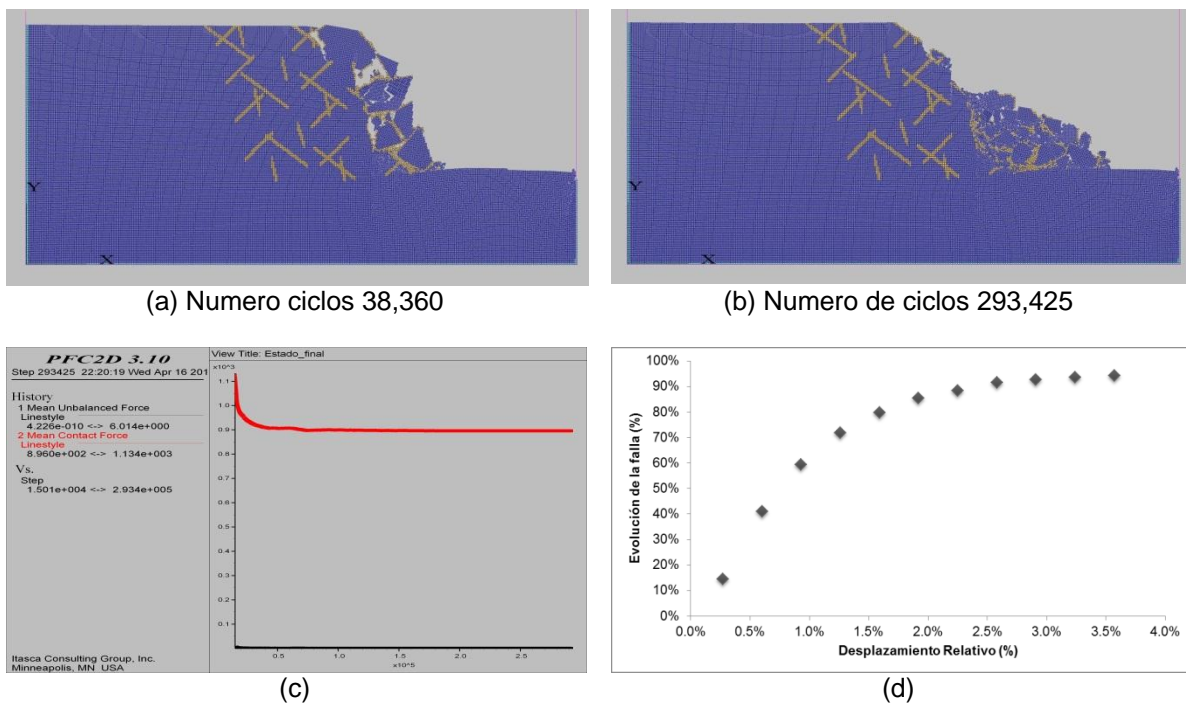 Y
X
Y
X
(a) Numero ciclos 38,360
(b) Numero de ciclos 293,425
PFC2D 3.10
Step 293425  22:20:19 Wed Apr 16 201
History
1 Mean Unbalanced Force
Linestyle
4.226e-010 <-> 6.014e+000
2 Mean Contact Force
Linestyle
8.960e+002 <-> 1.134e+003
Vs.
Step
1.501e+004 <-> 2.934e+005
Itasca Consulting Group, Inc.
Minneapolis, MN  USA
View Title: Estado_final
x10^3
1.1
1.0
0.9
0.8
0.7
0.6
0.5
0.4
0.3
0.2
0.1
0.5
1.0
1.5
2.0
2.5
x10^5
(c)
Evolución de la falla (%)
100%
90%
80%
70%
60%
50%
40%
30%
20%
10%
0%
0.0% 0.5% 1.0% 1.5% 2.0% 2.5% 3.0% 3.5% 4.0%
Desplazamiento Relativo (%)
(d)